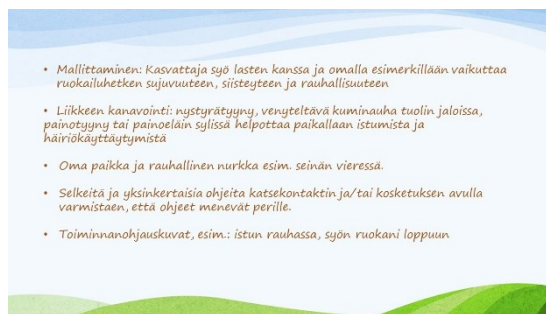 • Mallittaminen: Kasvattaja syö lasten kanssa ja omalla esimerkillään vaikuttaa
ruokailuhetken sujuvuuteen, siisteyteen ja rauhallisuuteen
• Liikkeen kanavointi: nystyrätyyny, venyteltävä kuminauha tuolin jaloissa,
painotyyny tai painoeläin sylissä helpottaa paikallaan istumista ja
häiriökäyttäytymistä
• Oma paikka ja rauhallinen nurkka esim. seinän vieressä.
• Selkeitä ja yksinkertaisia ohjeita katsekontaktin ja/tai kosketuksen avulla
varmistaen, että ohjeet menevät perille.
• Toiminnanohjauskuvat, esim.: istun rauhassa, syön ruokani loppuun